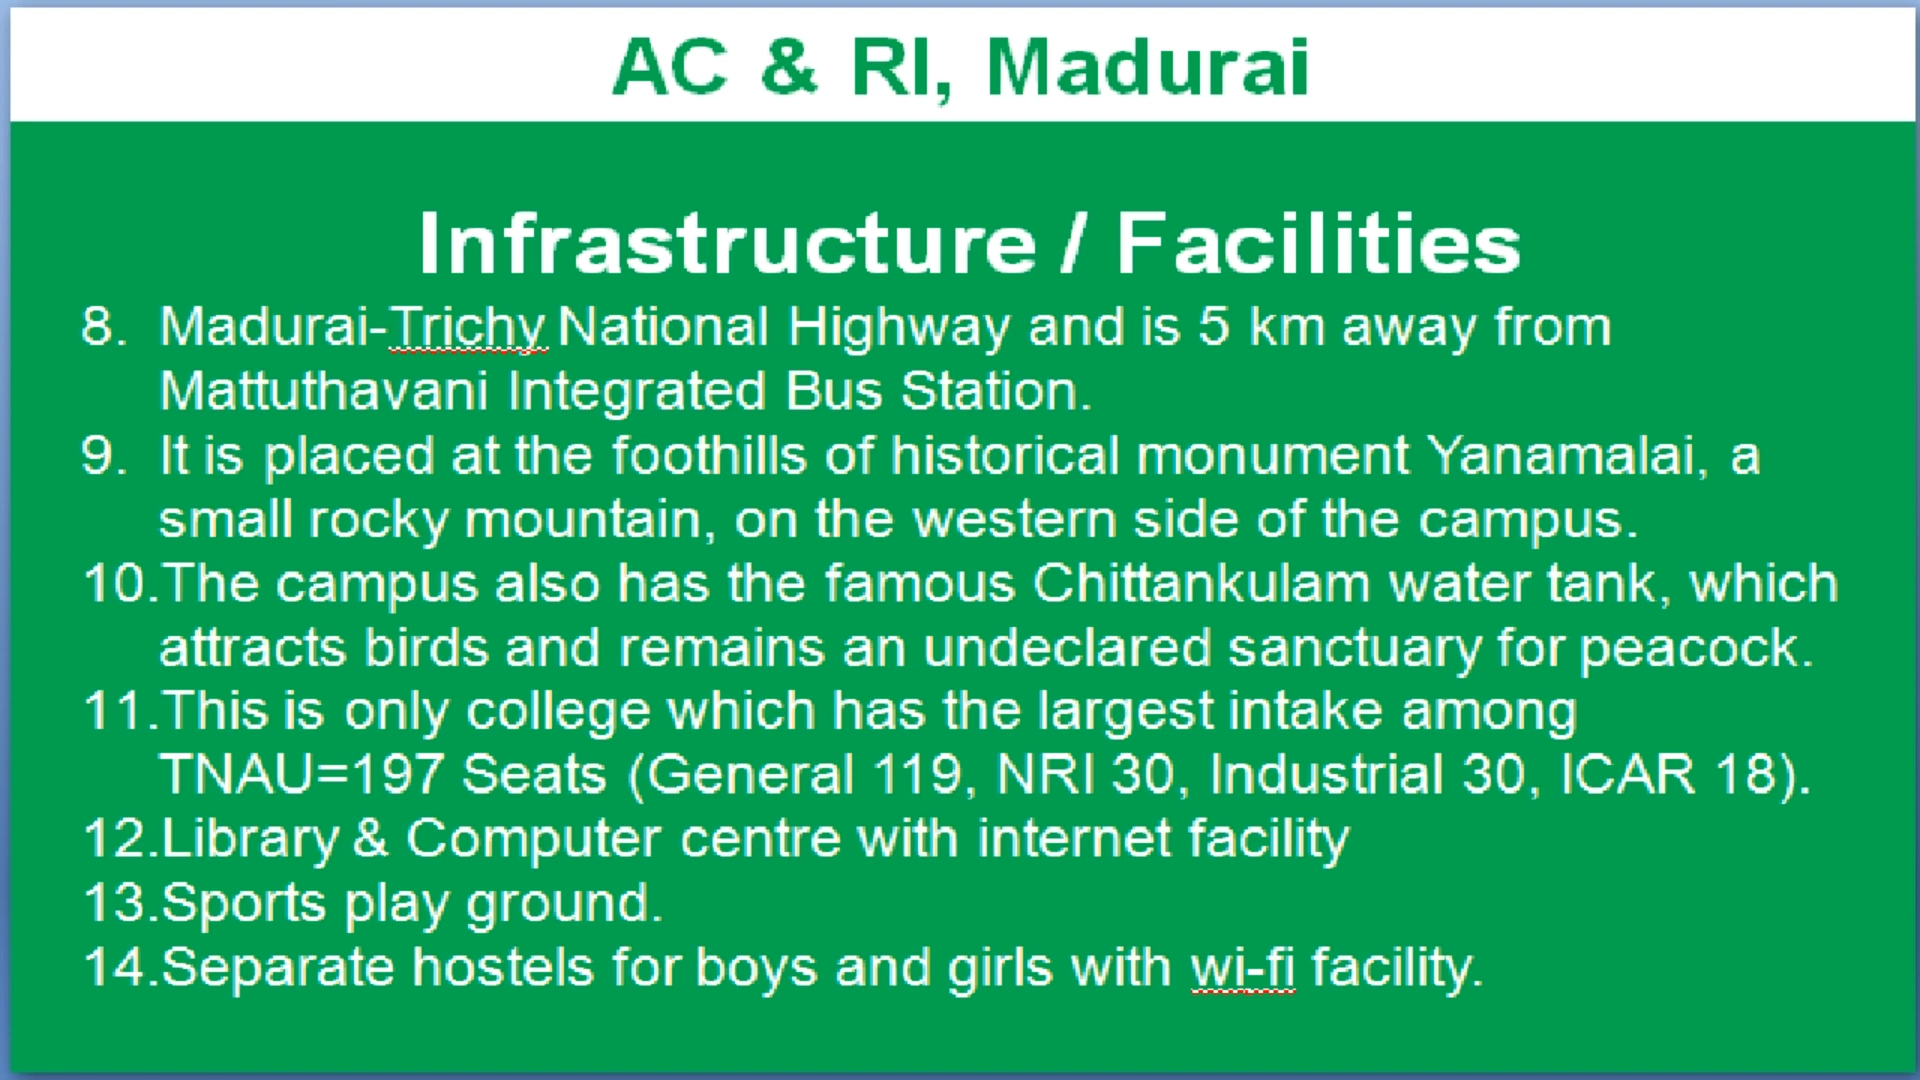 AC & RI, Madurai
Infrastructure / Facilities
8. Madurai-Trichy National Highway and is 5 km away from
Mattuthavani Integrated Bus Station.
9. It is placed at the foothills of historical monument Yanamalai, a
small rocky mountain, on the western side of the campus.
10.The campus also has the famous Chittankulam water tank, which
attracts birds and remains an undeclared sanctuary for peacock.
11.This is only college which has the largest intake among
TNAU=197 Seats (General 119, NRI 30, Industrial 30, ICAR 18).
12.Library & Computer centre with internet facility
13.Sports play ground.
14.Separate hostels for boys and girls with wi-fi facility.